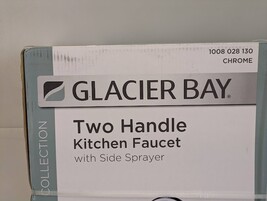 1008 028 130
CHROME
GLACIER BAY®
Two Handle
Kitchen Faucet
with Side Sprayer
COLLECTION